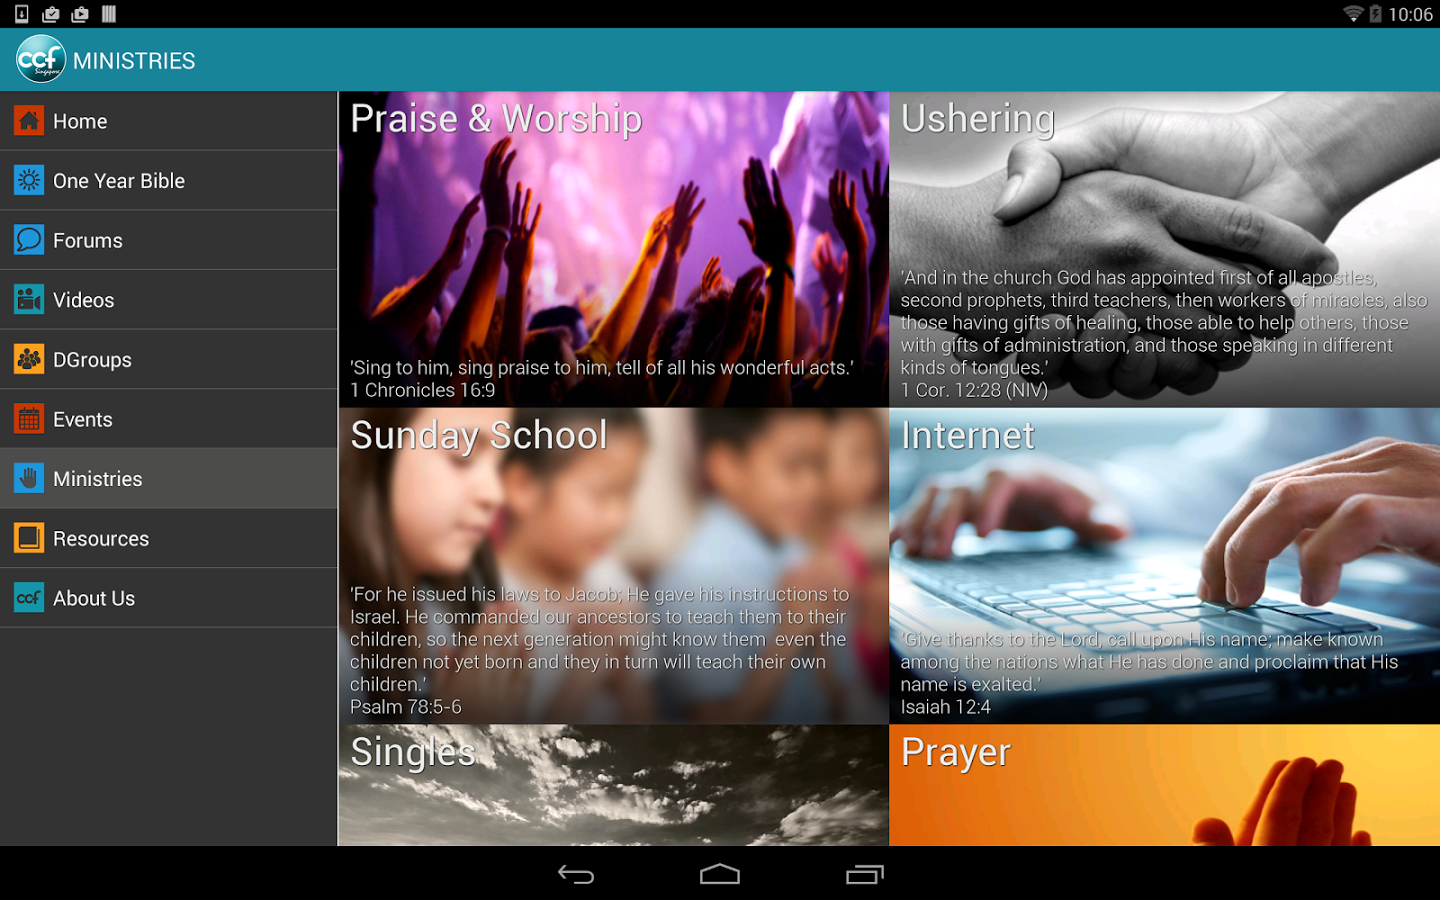 10:06
ccf
Singapore
MINISTRIES
Home
One Year Bible
Forums
Videos
DGroups
Events
Ministries
Resources
ccf
About Us
Praise & Worship
'Sing to him, sing praise to him, tell of all his wonderful acts.'
1 Chronicles 16:9
Ushering
'And in the church God has appointed first of all apostles,
second prophets, third teachers, then workers of miracles, also
those having gifts of healing, those able to help others, those
with gifts of administration, and those speaking in different
kinds of tongues.'
1 Cor. 12:28 (NIV)
Sunday School
'For he issued his laws to Jacob; He gave his instructions to
Israel. He commanded our ancestors to teach them to their
children, so the next generation might know them  even the
children not yet born and they in turn will teach their own
children.'
Psalm 78:5-6
Internet
'Give thanks to the Lord, call upon His name; make known
among the nations what He has done and proclaim that His
name is exalted.'
Isaiah 12:4
Singles
Prayer